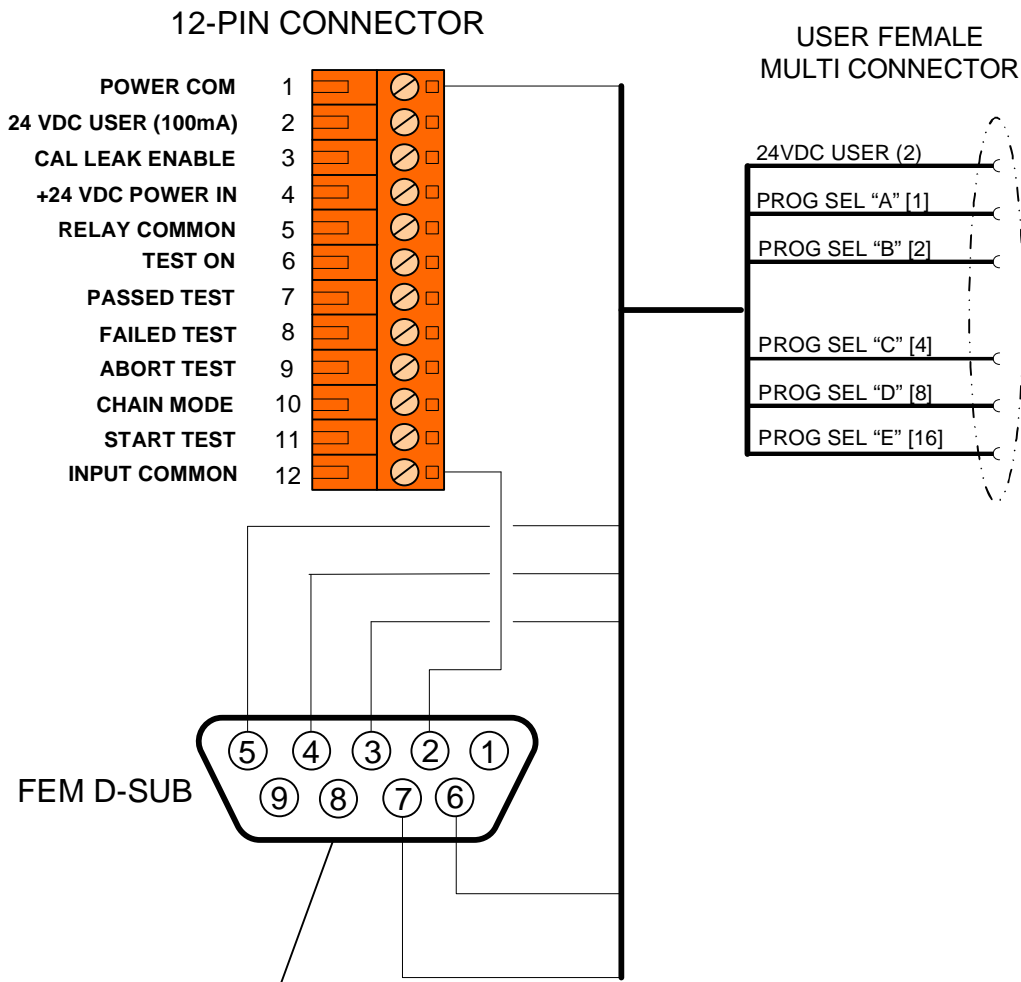 12-PIN CONNECTOR
USER FEMALE
MULTI CONNECTOR
POWER COM 1
24 VDC USER (100mA) 2
CAL LEAK ENABLE 3
+24 VDC POWER IN 4
RELAY COMMON 5
TEST ON 6
PASSED TEST 7
FAILED TEST 8
ABORT TEST 9
CHAIN MODE 10
START TEST 11
INPUT COMMON 12
24VDC USER (2)
PROG SEL “A” [1]
PROG SEL “B” [2]
PROG SEL “C” [4]
PROG SEL “D” [8]
PROG SEL “E” [16]
FEM D-SUB
5 4 3 2 1
9 8 7 6